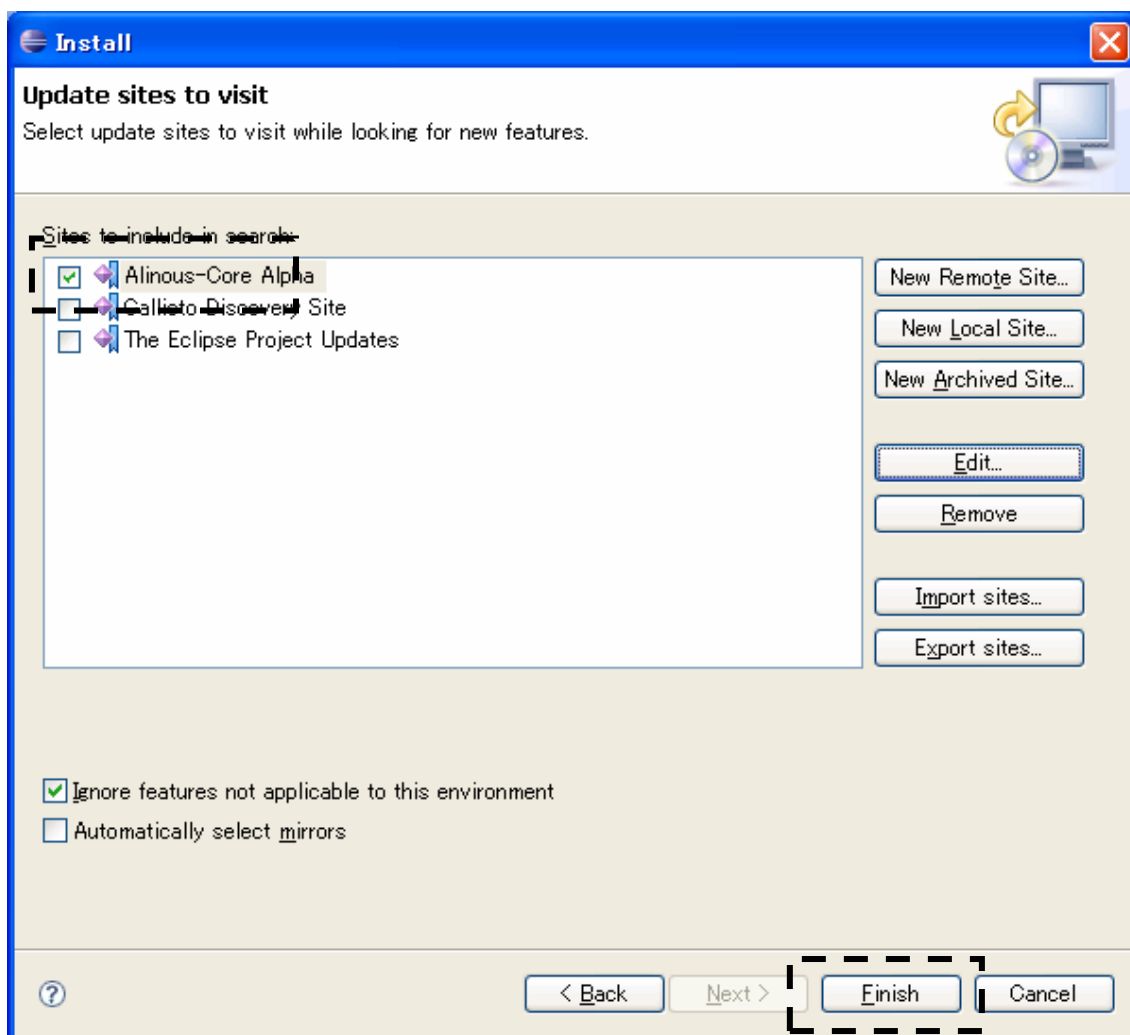 Install
Update sites to visit
Select update sites to visit while looking for new features.
Sites to include in search:
Alinous-Core Alpha
Callisto Discovery Site
The Eclipse Project Updates
New Remote Site...
New Local Site...
New Archived Site...
Edit...
Remove
Import sites...
Export sites...
Ignore features not applicable to this environment
Automatically select mirrors
? < Back Next > Finish Cancel